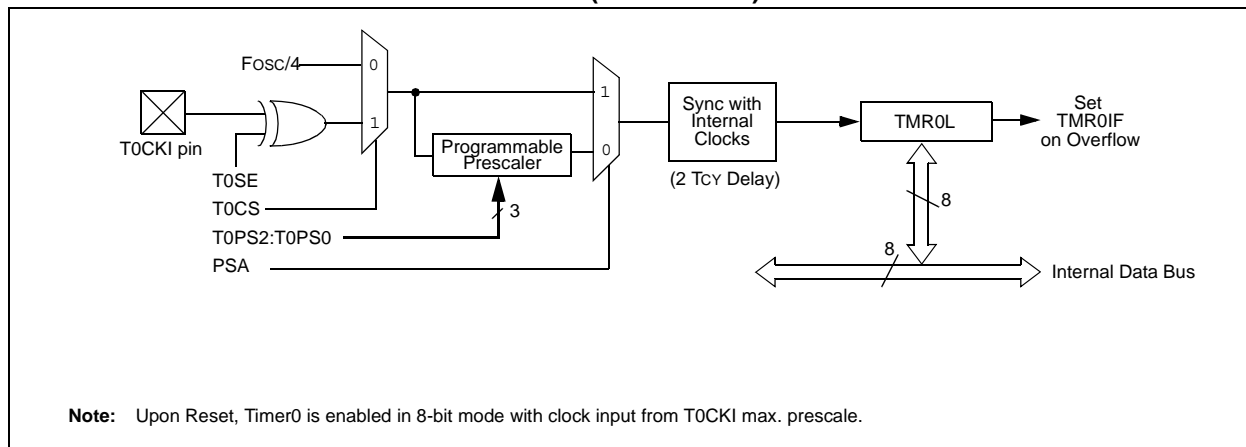 FOSC/4
0
1
T0CKI pin
T0SE
T0CS
T0PS2:T0PS0
PSA
Programmable
Prescaler
3
1
0
Sync with
Internal
Clocks
(2 TCY Delay)
TMR0L
Set
TMR0IF
on Overflow
8
8
Internal Data Bus
Note: Upon Reset, Timer0 is enabled in 8-bit mode with clock input from T0CKI max. prescale.